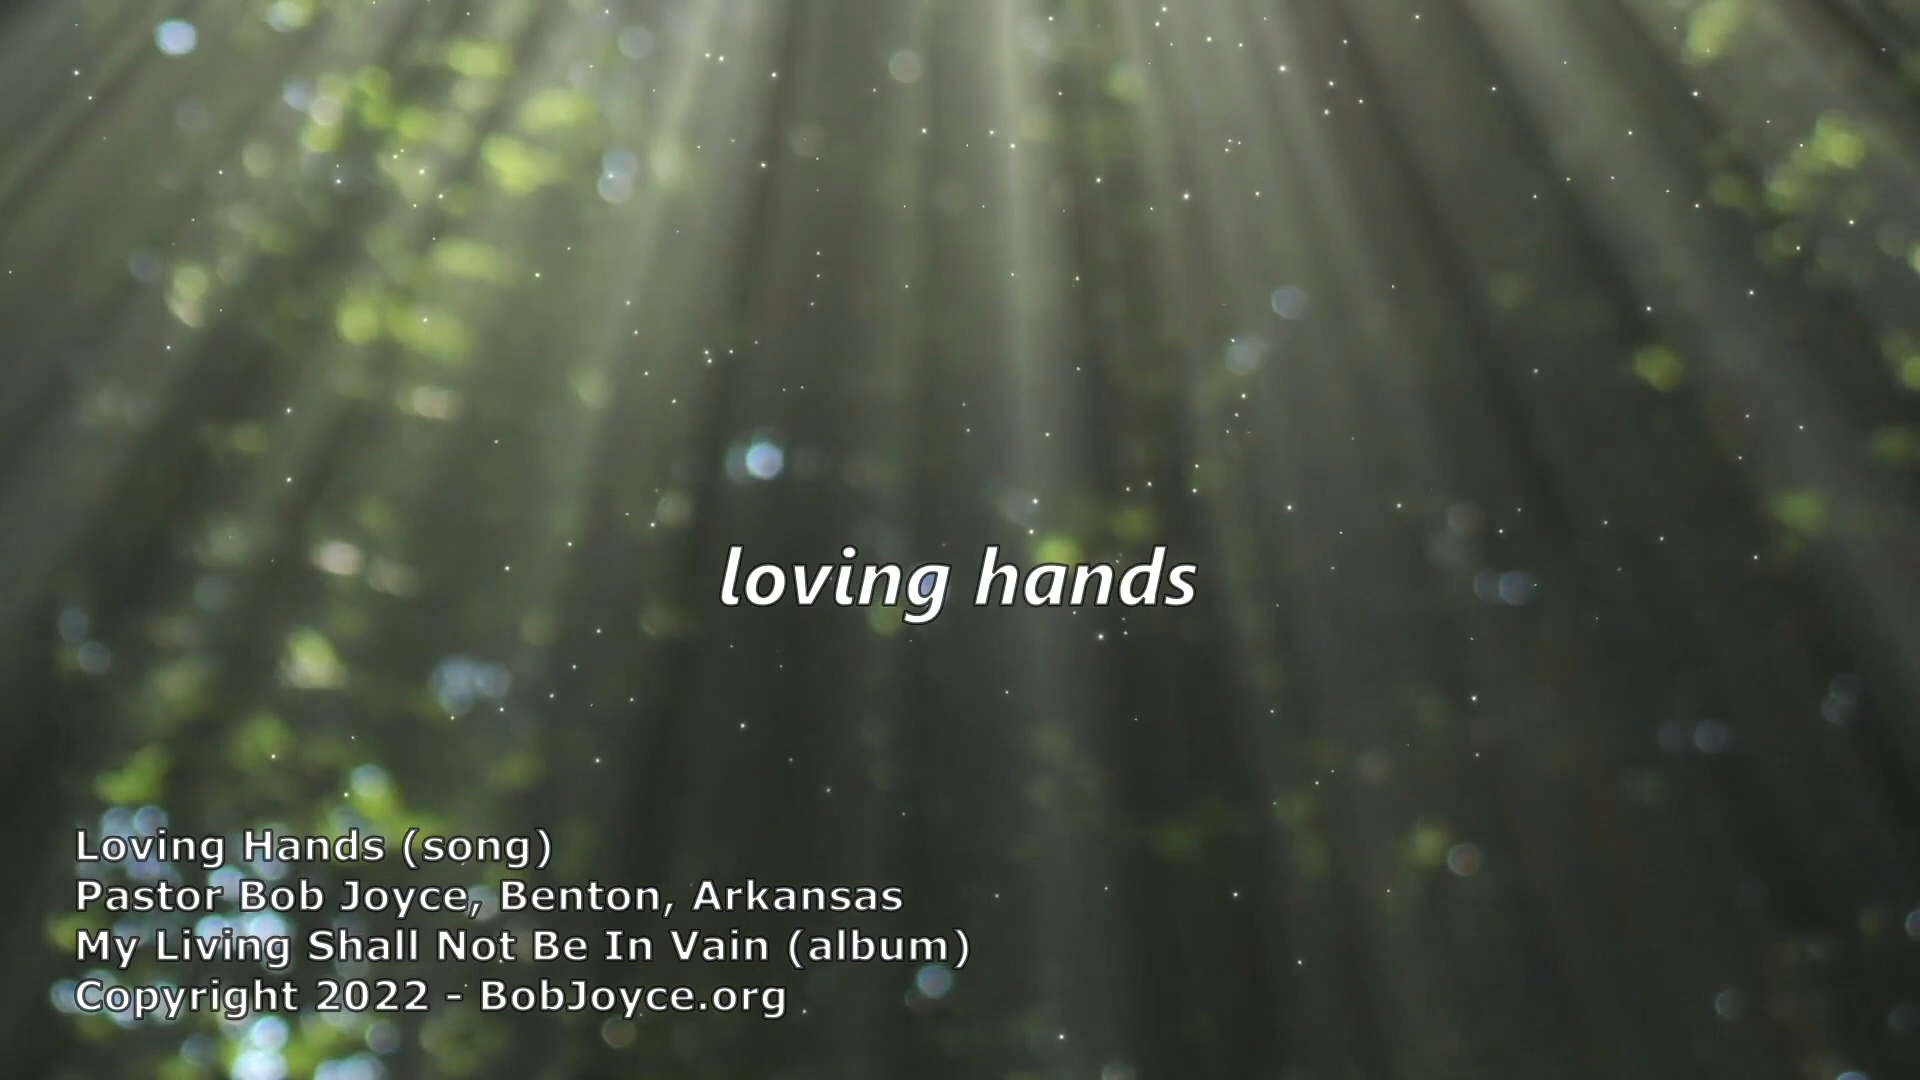 loving hands
Loving Hands (song)
Pastor Bob Joyce, Benton, Arkansas
My Living Shall Not Be In Vain (album)
Copyright 2022 - BobJoyce.org